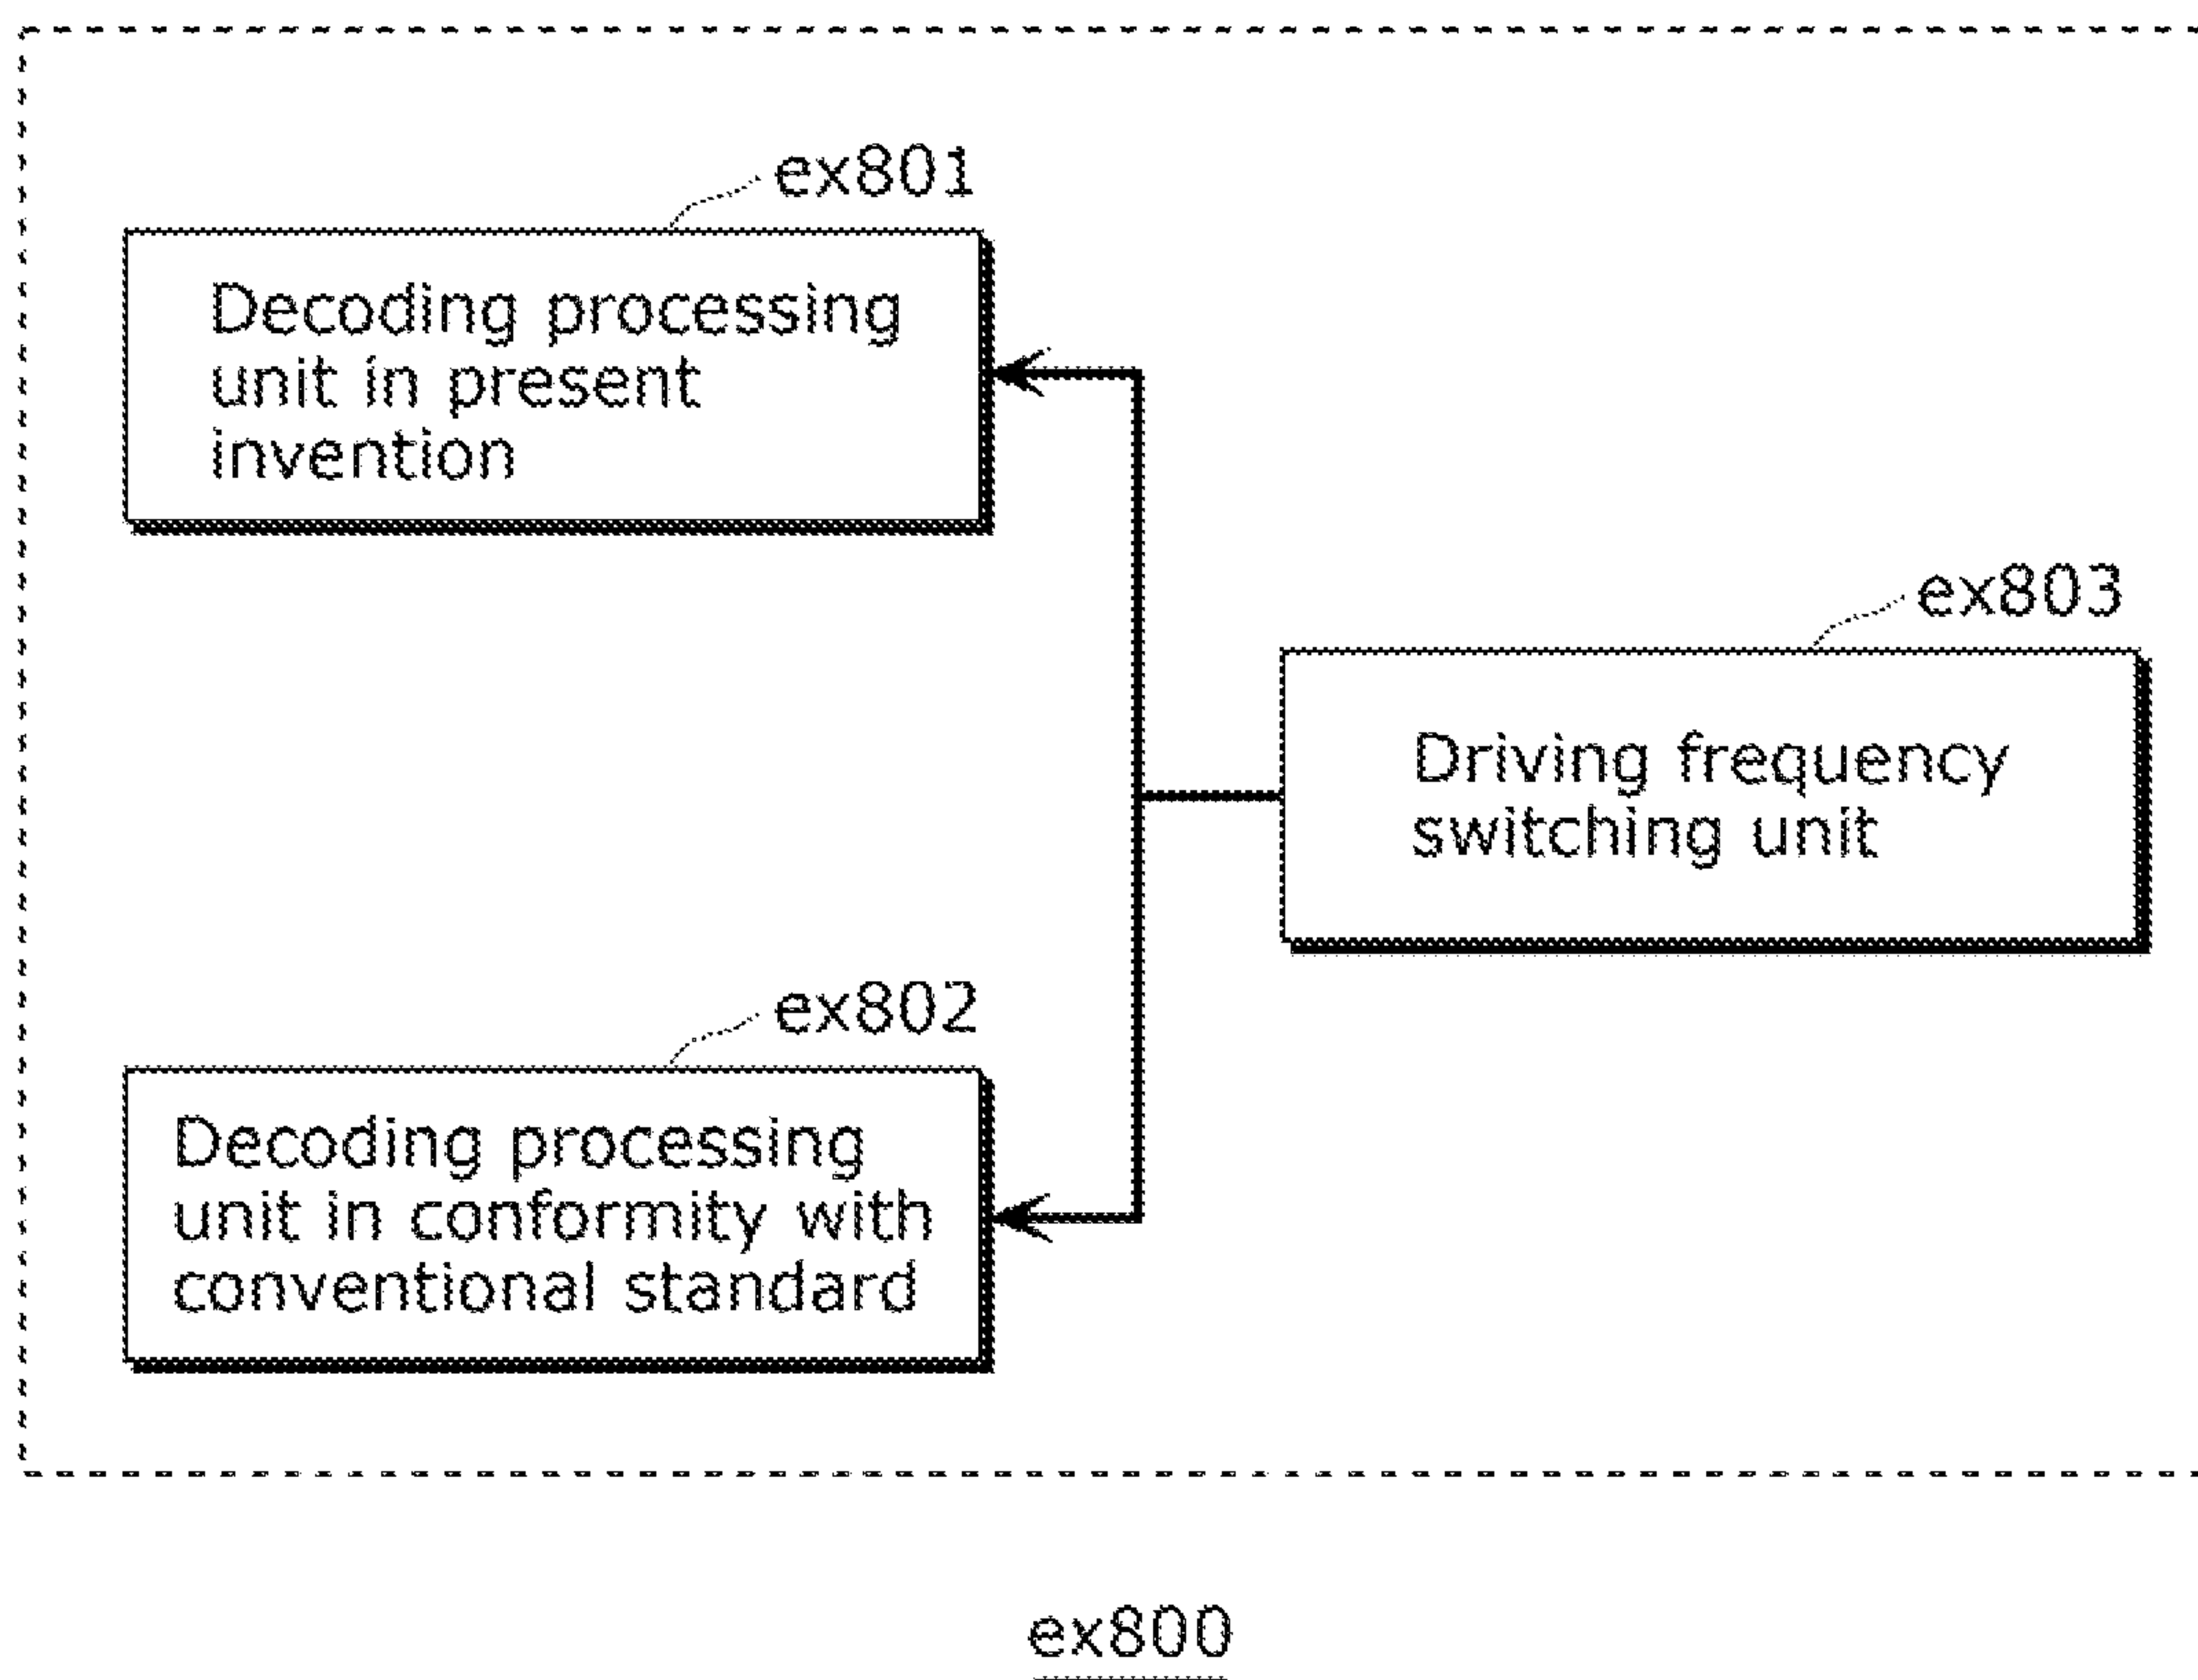 ex801
Decoding processing
unit in present
invention
ex803
Driving frequency
switching unit
ex802
Decoding processing
unit in conformity with
conventional standard
ex800